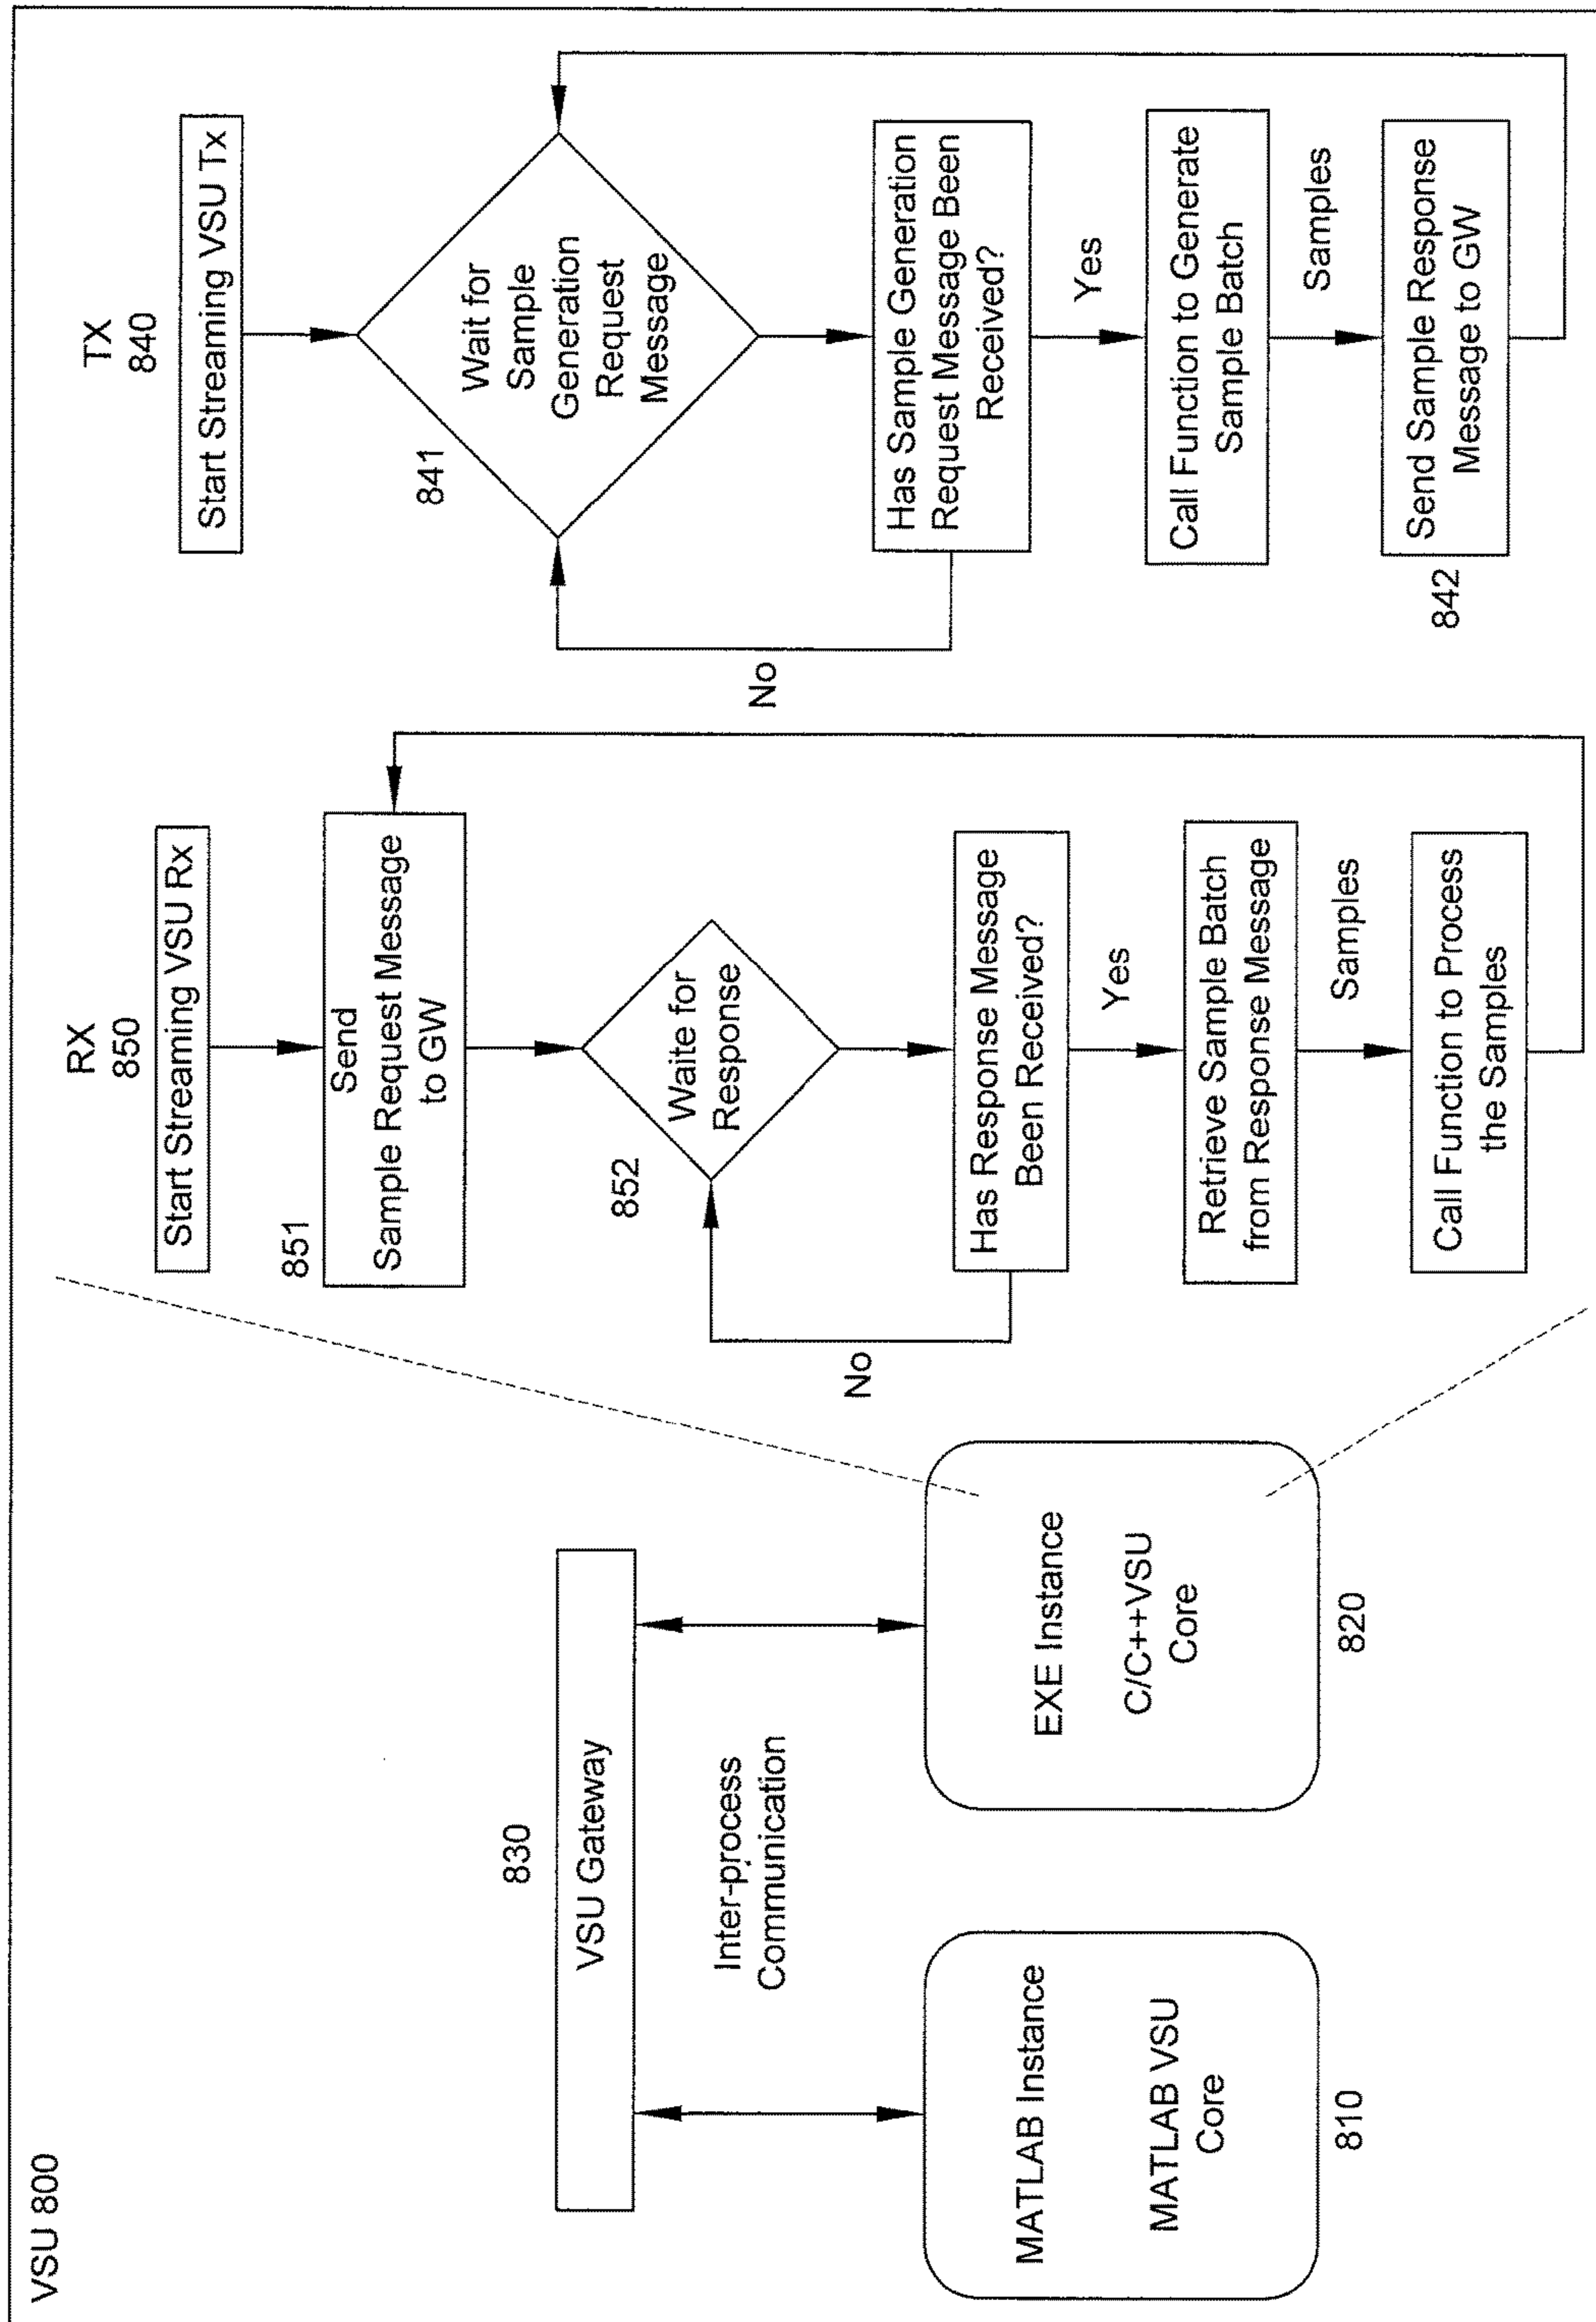 VSU 800
830
VSU Gateway
Inter-process
Communication
MATLAB Instance
MATLAB VSU
Core
810
EXE Instance
C/C++VSU
Core
820
RX
850
Start Streaming VSU Rx
851
Send
Sample Request Message
to GW
852
Waite for
Response
No
Has Response Message
Been Received?
Yes
Retrieve Sample Batch
from Response Message
Samples
Call Function to Process
the Samples
TX
840
Start Streaming VSU Tx
841
Wait for
Sample
Generation
Request
Message
No
Has Sample Generation
Request Message Been
Received?
Yes
Call Function to Generate
Sample Batch
Samples
842
Send Sample Response
Message to GW